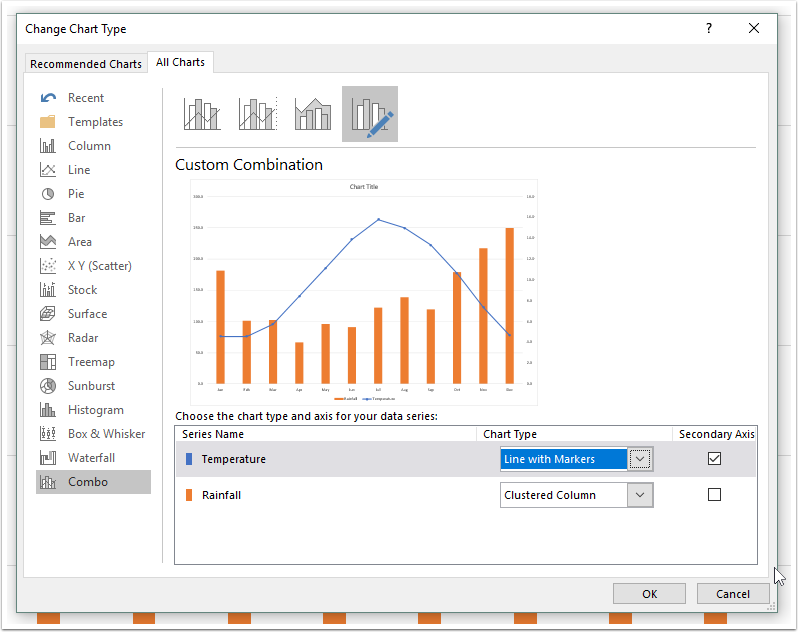 Change Chart Type
?
Recommended Charts
All Charts
Recent
Templates
Column
Line
Pie
Bar
Area
X Y (Scatter)
Stock
Surface
Radar
Treemap
Sunburst
Histogram
Box & Whisker
Waterfall
Combo
Custom Combination
Chart Title
300.0 18.0
16.0
250.0
14.0
200.0 12.0
10.0
150.0
8.0
100.0 6.0
4.0
50.0
2.0
0.0 0.0
Jan Feb Mar Apr May Jun Jul Aug Sep Oct Nov Dec
Rainfall Temperature
Choose the chart type and axis for your data series:
Series Name Chart Type Secondary Axis
Temperature Line with Markers
Rainfall Clustered Column
OK Cancel